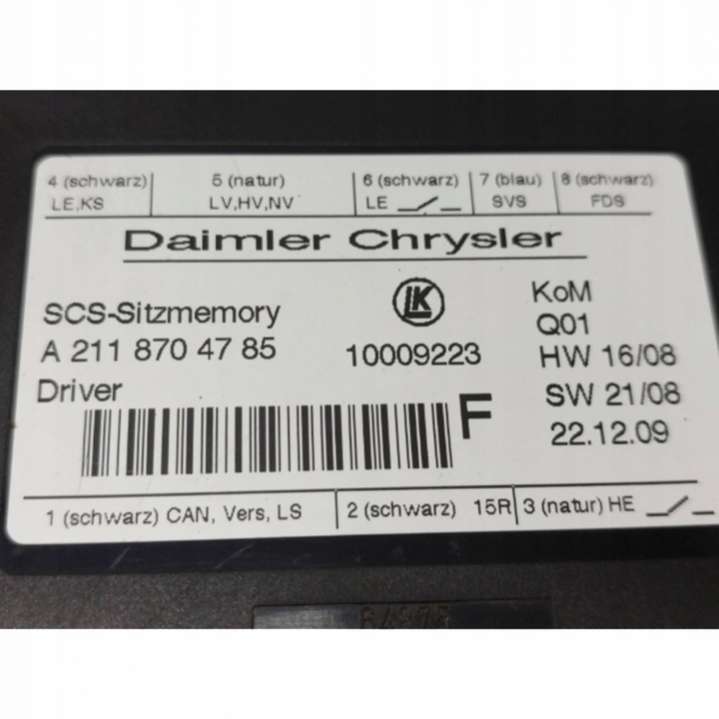 4 (schwarz) 5 (natur) 6 (schwarz) 7 (blau) 8 (schwarz)
LE,KS LV,HV,NV LE SVS FDS
Daimler Chrysler
SCS-Sitzmemory LK KoM
Q01
A 211 870 47 85 10009223 HW 16/08
Driver SW 21/08
F 22.12.09
1 (schwarz) CAN, Vers, LS 2 (schwarz) 15R 3 (natur) HE